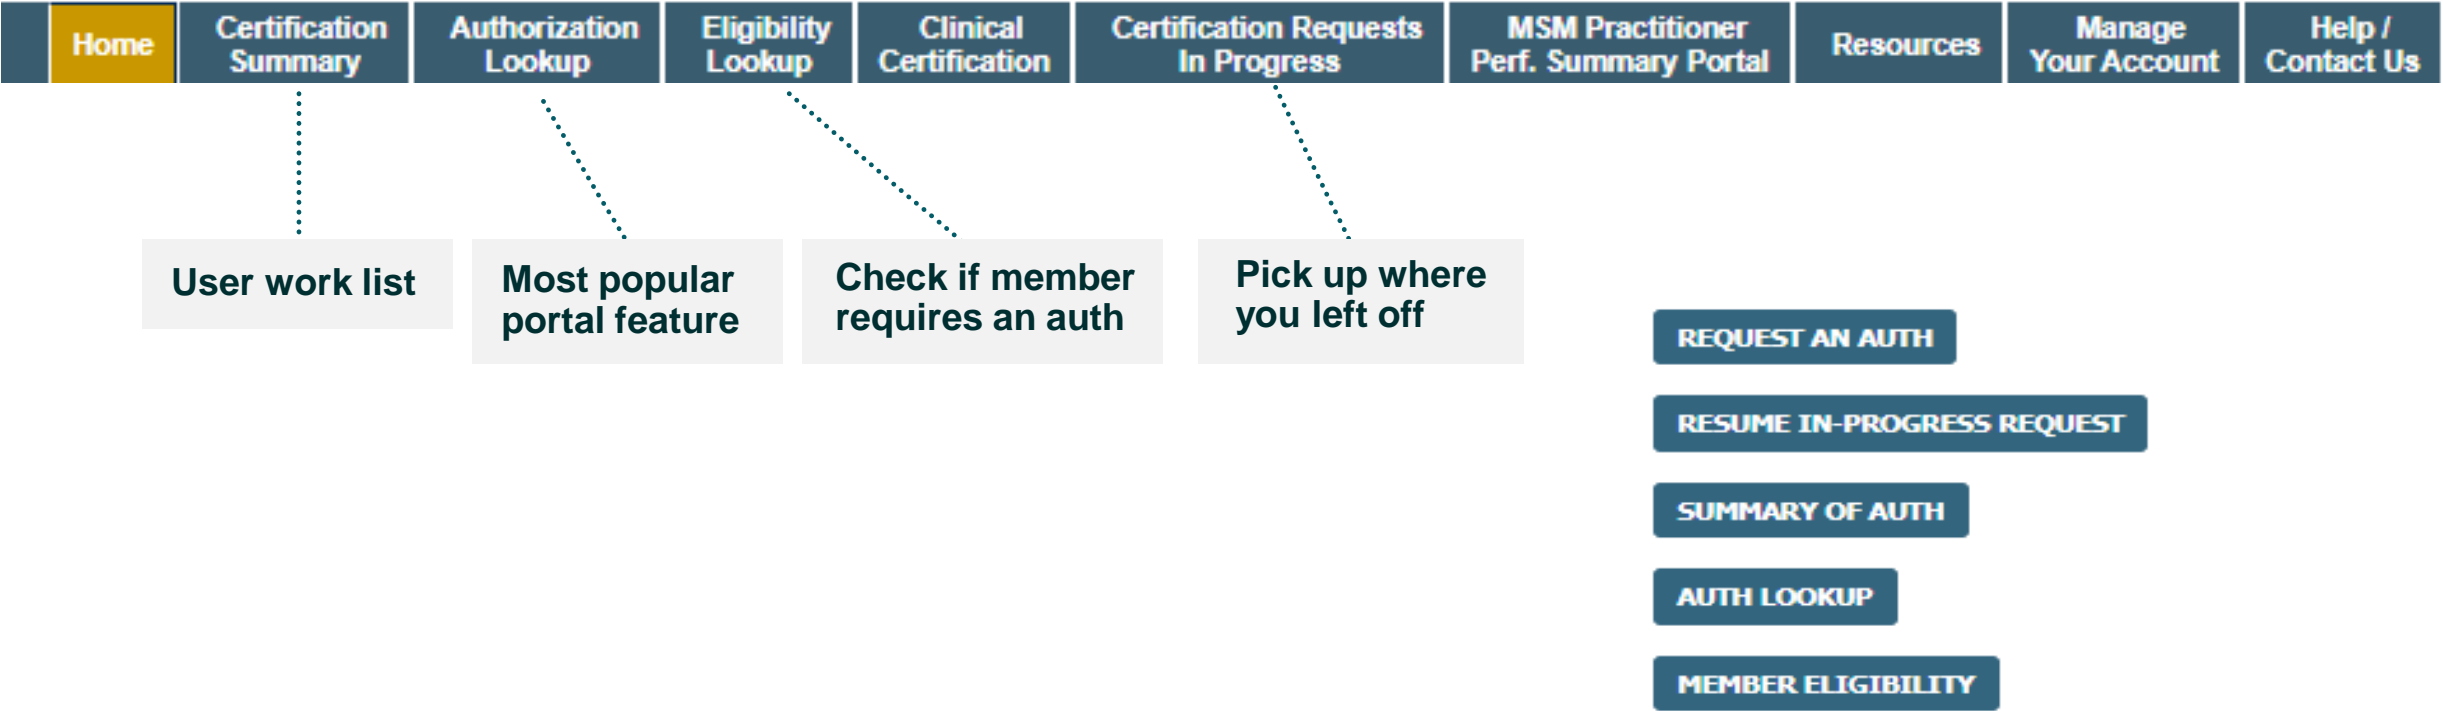 Home
Certification
Summary
Authorization
Lookup
Eligibility
Lookup
Clinical
Certification
Certification Requests
In Progress
MSM Practitioner
Perf. Summary Portal
Resources
Manage
Your Account
Help /
Contact Us
User work list
Most popular
portal feature
Check if member
requires an auth
Pick up where
you left off
REQUEST AN AUTH
RESUME IN-PROGRESS REQUEST
SUMMARY OF AUTH
AUTH LOOKUP
MEMBER ELIGIBILITY